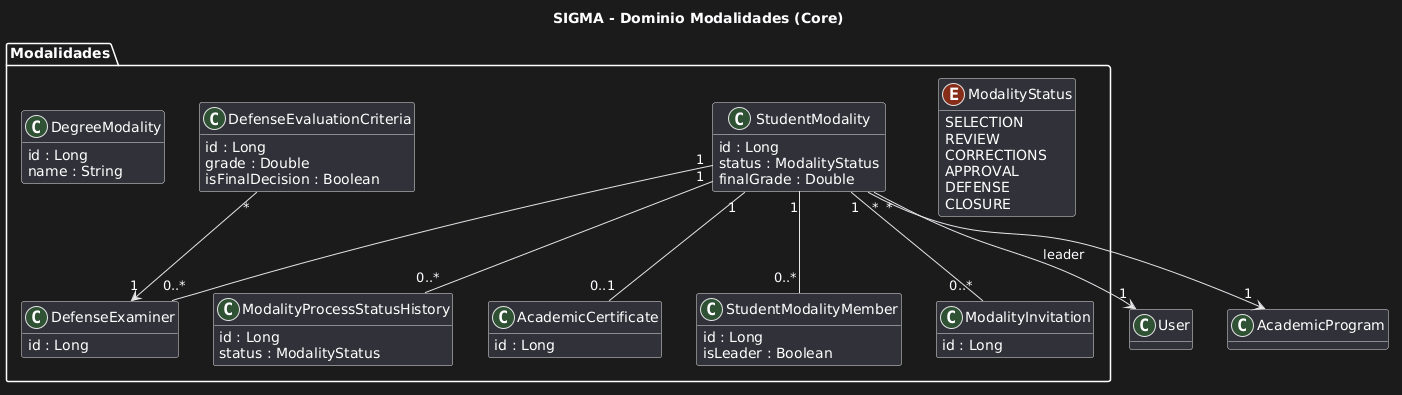 SIGMA - Dominio Modalidades (Core)
Modalidades
C DegreeModality
id : Long
name : String
C DefenseEvaluationCriteria
id : Long
grade : Double
isFinalDecision : Boolean
C StudentModality
id : Long
status : ModalityStatus
finalGrade : Double
E ModalityStatus
SELECTION
REVIEW
CORRECTIONS
APPROVAL
DEFENSE
CLOSURE
1
1
*
1
1
1
*
*
leader
1
0..*
0..*
0..1
0..*
0..*
1
1
C DefenseExaminer
id : Long
C ModalityProcessStatusHistory
id : Long
status : ModalityStatus
C AcademicCertificate
id : Long
C StudentModalityMember
id : Long
isLeader : Boolean
C ModalityInvitation
id : Long
C User
C AcademicProgram